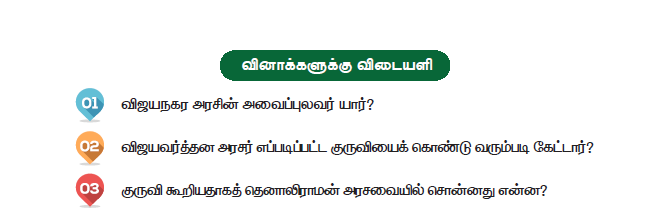 வினாக்களுக்கு விடையளி
01 விஜயநகர அரசின் அவைப்புலவர் யார்?
02 விஜயவர்த்தன அரசர் எப்படிப்பட்ட குருவியைக் கொண்டு வரும்படி கேட்டார்?
03 குருவி கூறியதாகத் தெனாலிராமன் அரசவையில் சொன்னது என்ன?